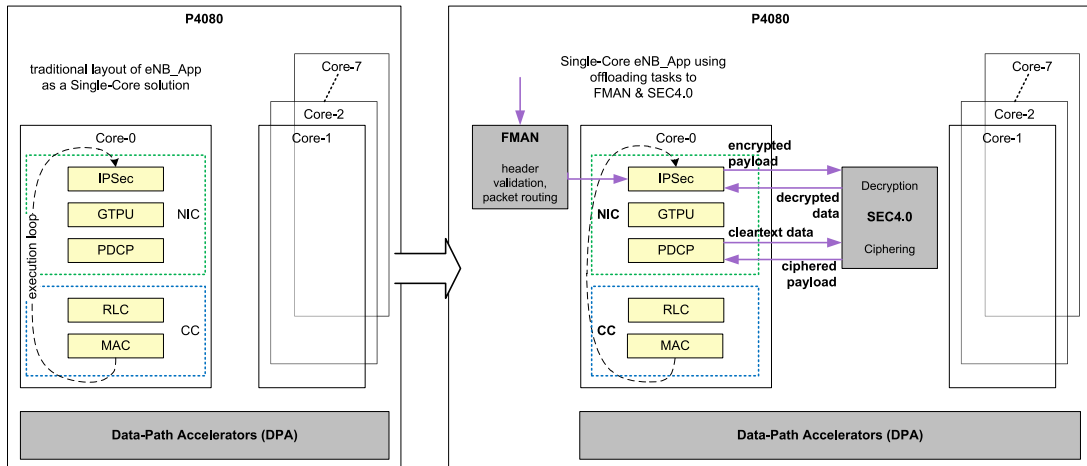 P4080
traditional layout of eNB_App
as a Single-Core solution
Core-7
Core-2
Core-1
Core-0
IPSec
GTPU
NIC
PDCP
execution loop
RLC
CC
MAC
Data-Path Accelerators (DPA)
P4080
Single-Core eNB_App using
offloading tasks to
FMAN & SEC4.0
Core-7
Core-2
Core-1
FMAN
header
validation,
packet routing
Core-0
encrypted
payload
IPSec
decrypted
data
NIC
GTPU
cleartext data
PDCP
ciphered
payload
Decryption
SEC4.0
Ciphering
RLC
CC
MAC
Data-Path Accelerators (DPA)